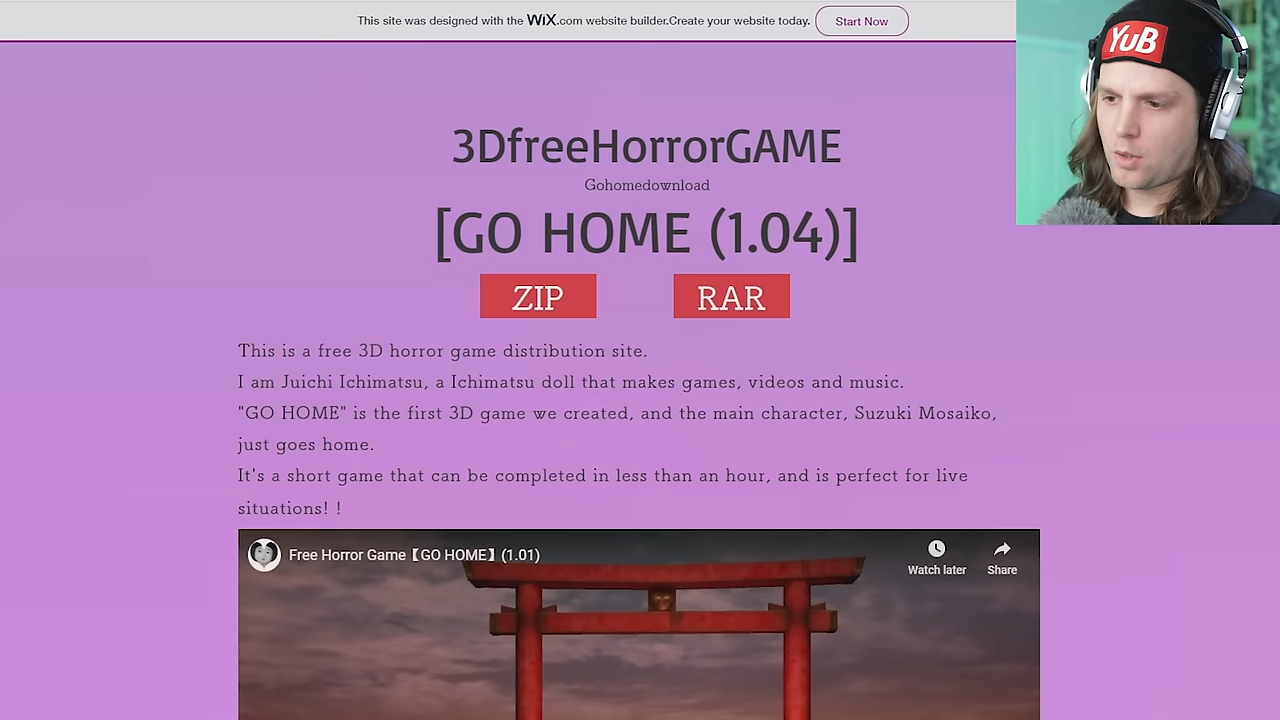 This site was designed with the WiX.com website builder.Create your website today. Start Now
YuB
3DfreeHorrorGAME
Gohomedownload
[GO HOME (1.04)]
ZIP RAR
This is a free 3D horror game distribution site.
I am Juichi Ichimatsu, a Ichimatsu doll that makes games, videos and music.
"GO HOME" is the first 3D game we created, and the main character, Suzuki Mosaiko,
just goes home.
It's a short game that can be completed in less than an hour, and is perfect for live
situations! !
Free Horror Game【GO HOME】(1.01)
Watch later Share